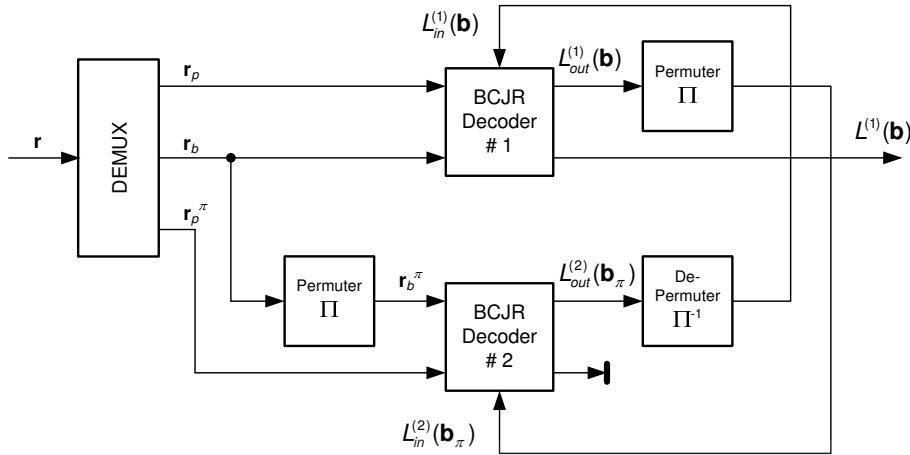 L_in^(1)(b)
r_p
BCJR
Decoder
# 1
L_out^(1)(b)
Permuter
Π
r
DEMUX
r_b
L^(1)(b)
r_p^π
Permuter
Π
r_b^π
BCJR
Decoder
# 2
L_out^(2)(b_π)
De-
Permuter
Π^-1
L_in^(2)(b_π)